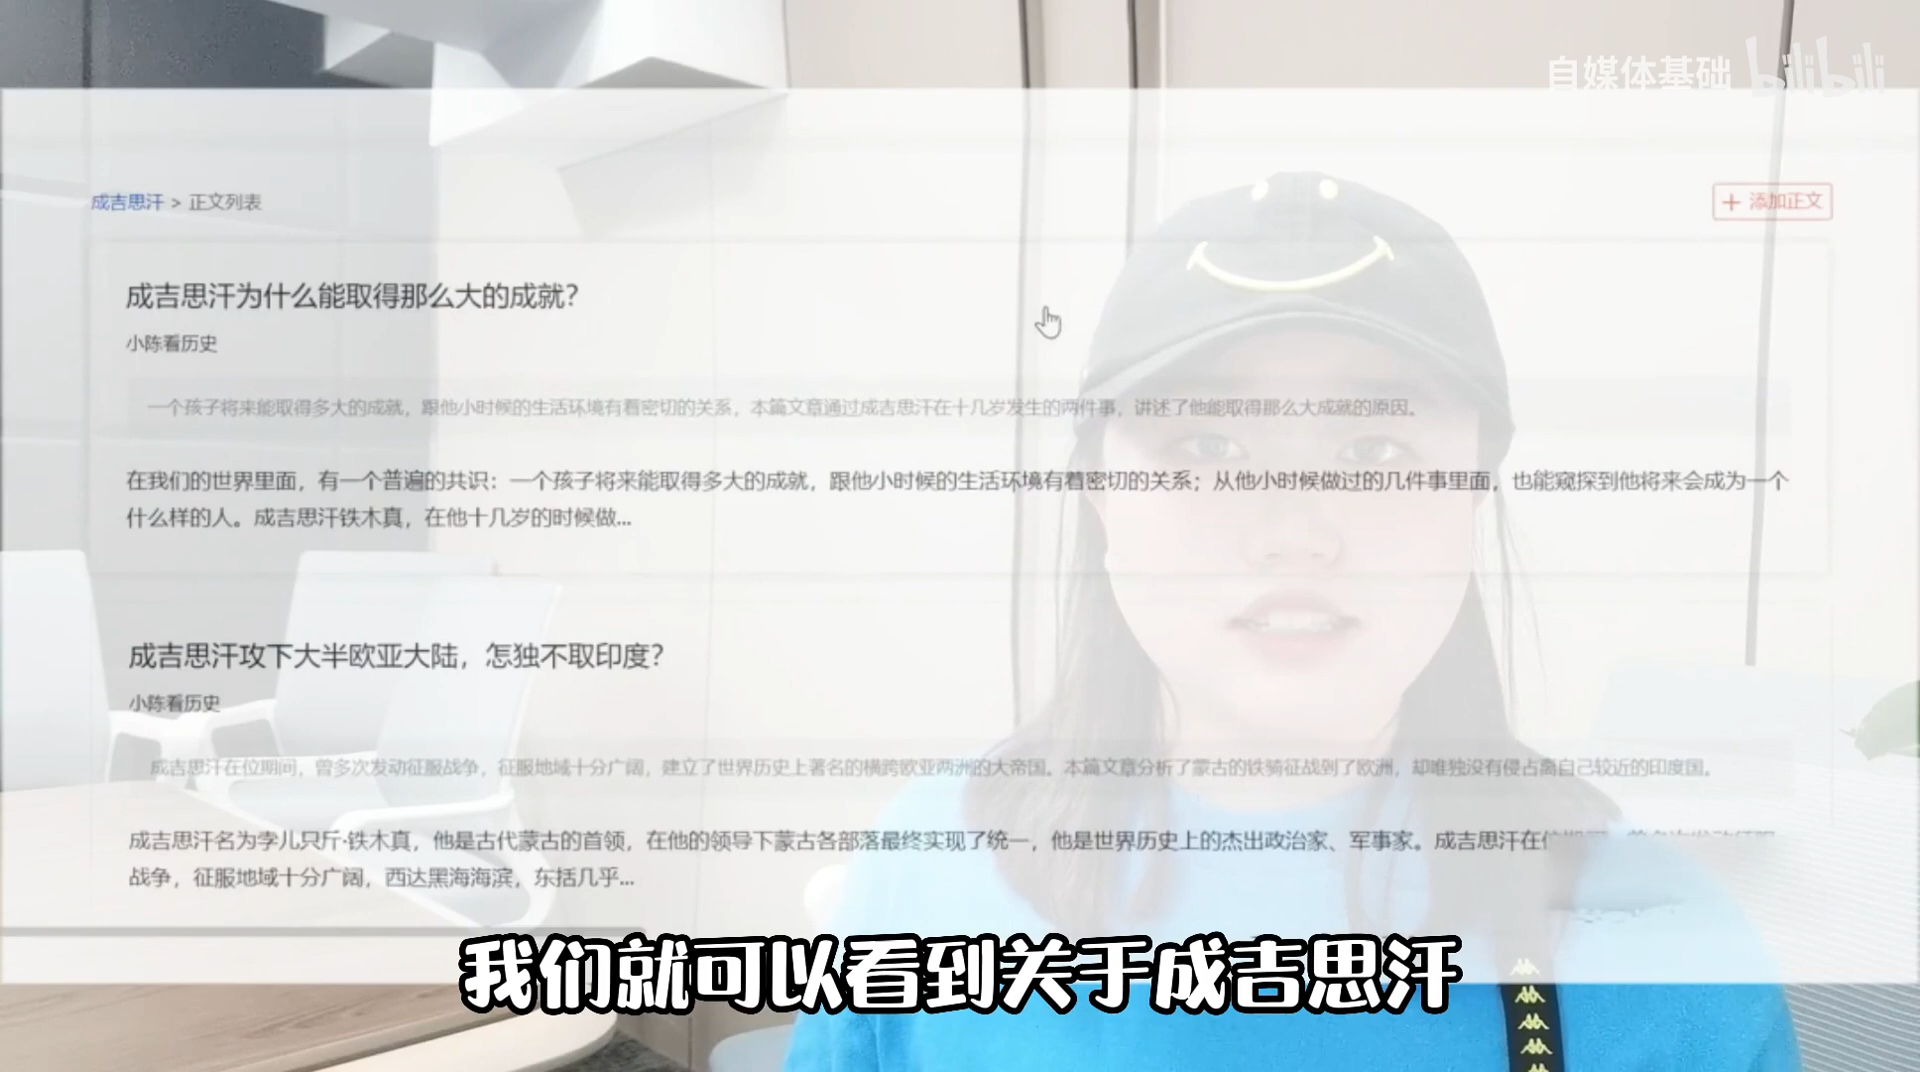 自媒体基础 bilibili
成吉思汗 > 正文列表
+ 添加正文
成吉思汗为什么能取得那么大的成就?
小陈看历史
一个孩子将来能取得多大的成就，跟他小时候的生活环境有着密切的关系，本篇文章通过成吉思汗在十几岁发生的两件事，讲述了他能取得那么大成就的原因。
在我们的世界里面，有一个普遍的共识：一个孩子将来能取得多大的成就，跟他小时候的生活环境有着密切的关系；从他小时候做过的几件事里面，也能窥探到他将来会成为一个
什么样的人。成吉思汗铁木真，在他十几岁的时候做...
成吉思汗攻下大半欧亚大陆，怎独不取印度?
小陈看历史
成吉思汗在位期间，曾多次发动征服战争，征服地域十分广阔，建立了世界历史上著名的横跨欧亚两洲的大帝国。本篇文章分析了蒙古的铁骑征战到了欧洲，却唯独没有侵占离自己较近的印度国。
成吉思汗名为孛儿只斤·铁木真，他是古代蒙古的首领，在他的领导下蒙古各部落最终实现了统一，他是世界历史上的杰出政治家、军事家。成吉思汗在
战争，征服地域十分广阔，西达黑海海滨，东括几乎...
我们就可以看到关于成吉思汗